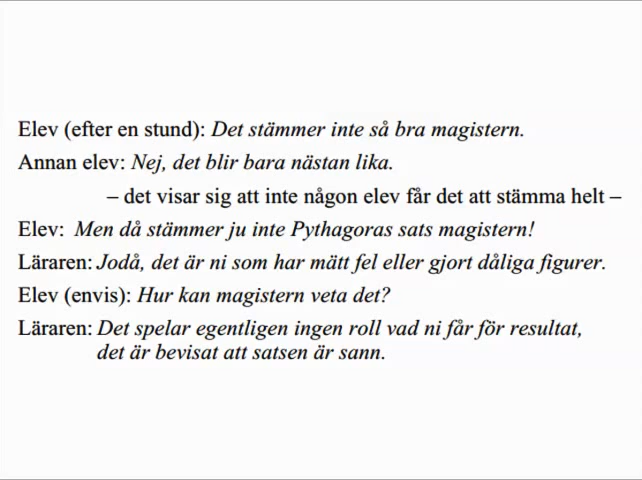 Elev (efter en stund): Det stämmer inte så bra magistern.
Annan elev: Nej, det blir bara nästan lika.
– det visar sig att inte någon elev får det att stämma helt –
Elev: Men då stämmer ju inte Pythagoras sats magistern!
Läraren: Jodå, det är ni som har mätt fel eller gjort dåliga figurer.
Elev (envis): Hur kan magistern veta det?
Läraren: Det spelar egentligen ingen roll vad ni får för resultat,
det är bevisat att satsen är sann.